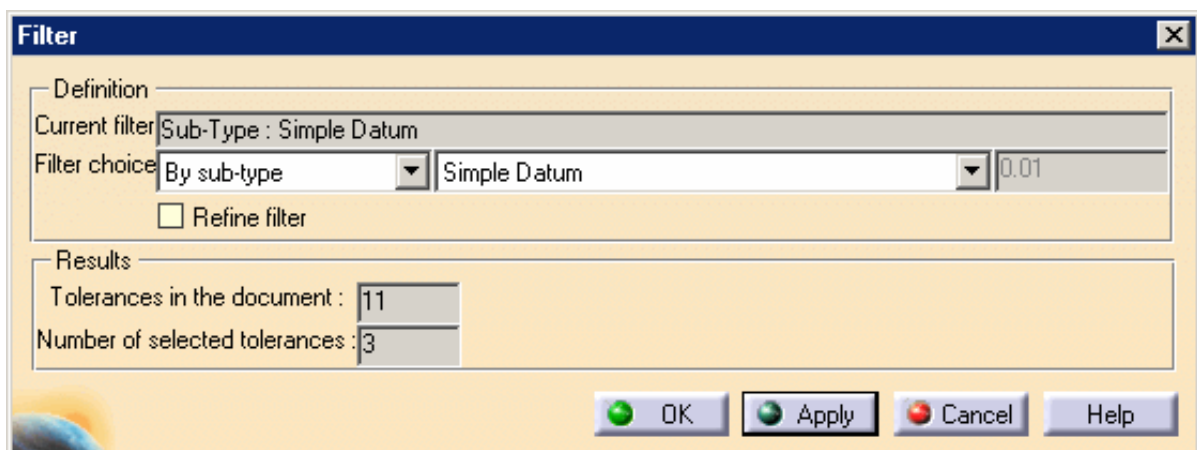 Filter
Definition
Current filter Sub-Type : Simple Datum
Filter choice By sub-type Simple Datum 0.01
Refine filter
Results
Tolerances in the document : 11
Number of selected tolerances : 3
OK Apply Cancel Help